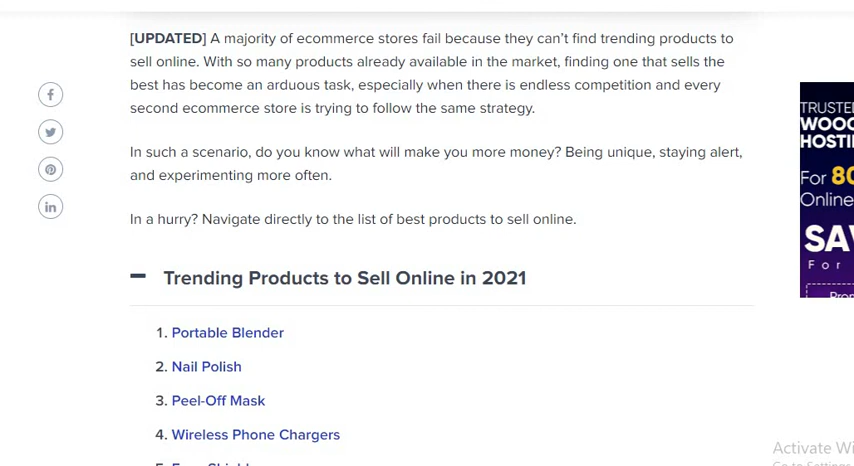 [UPDATED] A majority of ecommerce stores fail because they can't find trending products to
sell online. With so many products already available in the market, finding one that sells the
best has become an arduous task, especially when there is endless competition and every
second ecommerce store is trying to follow the same strategy.
In such a scenario, do you know what will make you more money? Being unique, staying alert,
and experimenting more often.
In a hurry? Navigate directly to the list of best products to sell online.
Trending Products to Sell Online in 2021
1. Portable Blender
2. Nail Polish
3. Peel-Off Mask
4. Wireless Phone Chargers
TRUSTE
WOO
HOSTI
For 80
Online
SA
For
Activate Wi